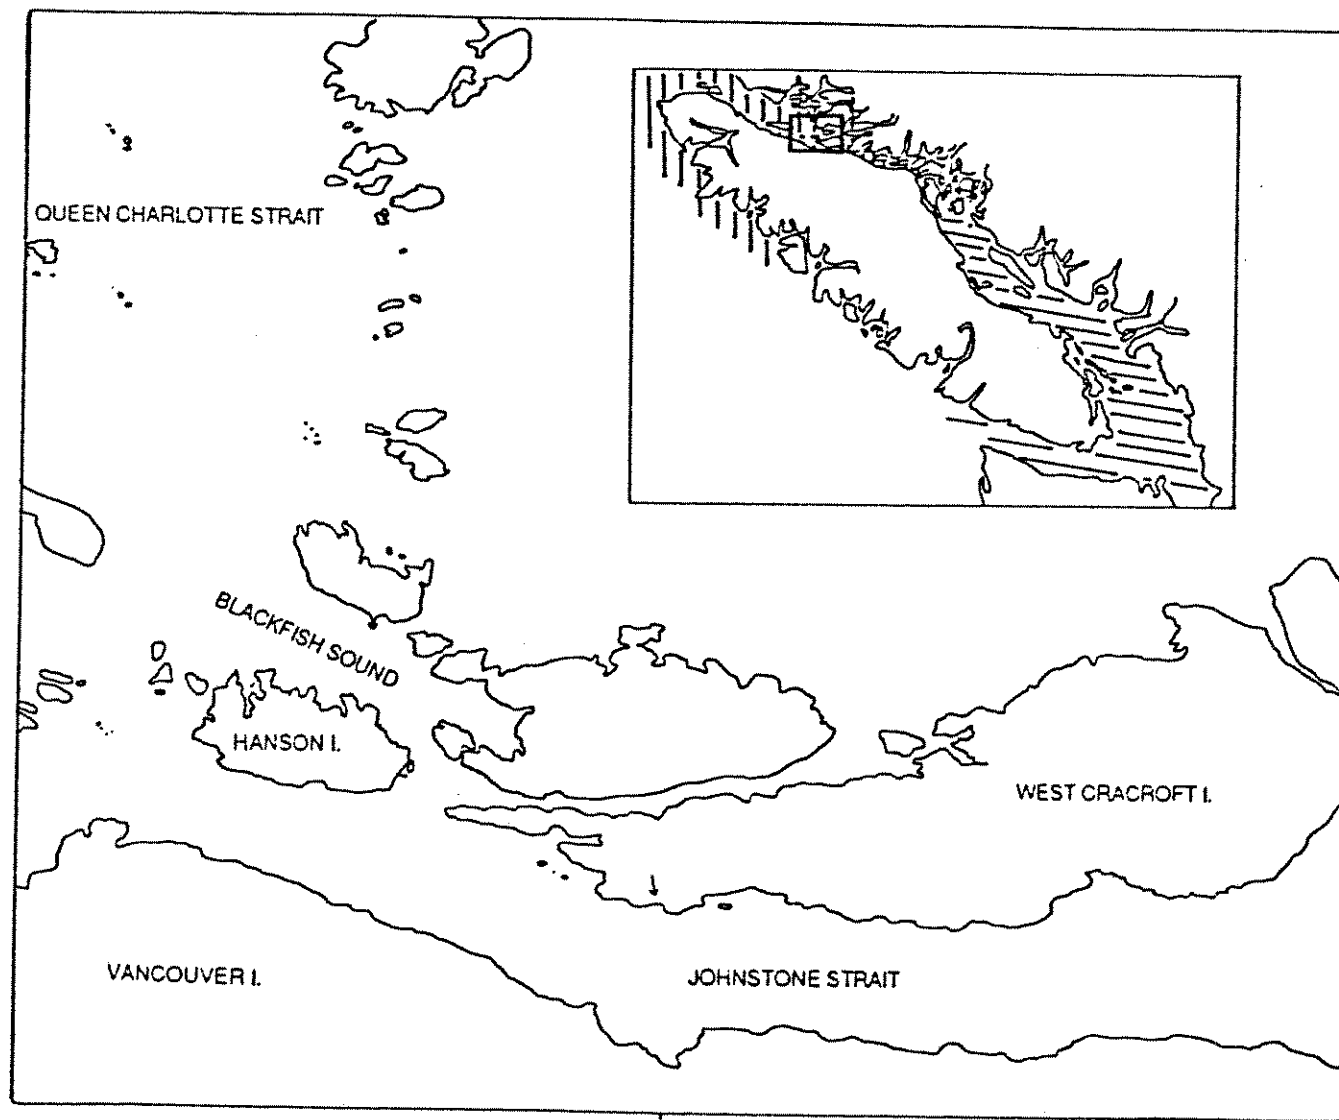 QUEEN CHARLOTTE STRAIT
BLACKFISH SOUND
HANSON I.
WEST CRACROFT I.
VANCOUVER I.
JOHNSTONE STRAIT